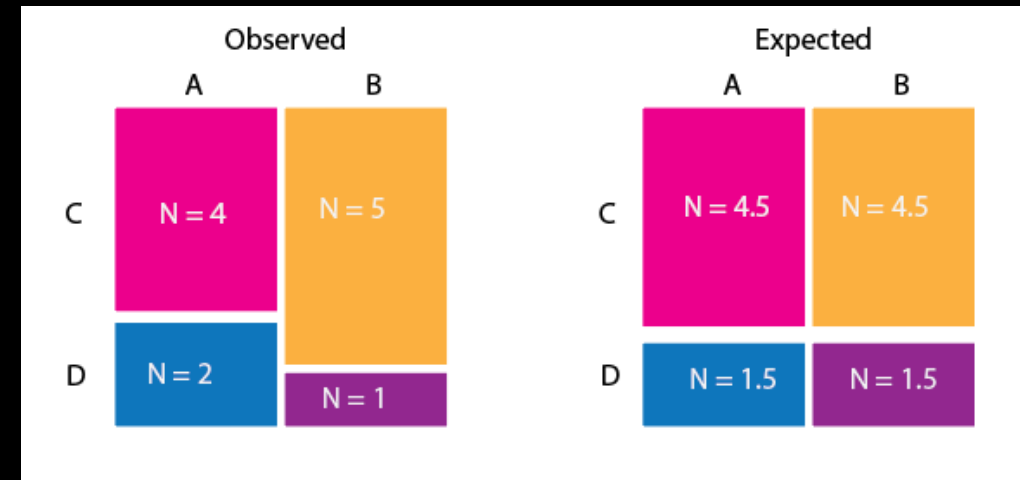 Observed Expected
A B A B
C N = 4 N = 5 C N = 4.5 N = 4.5
D N = 2 N = 1 D N = 1.5 N = 1.5